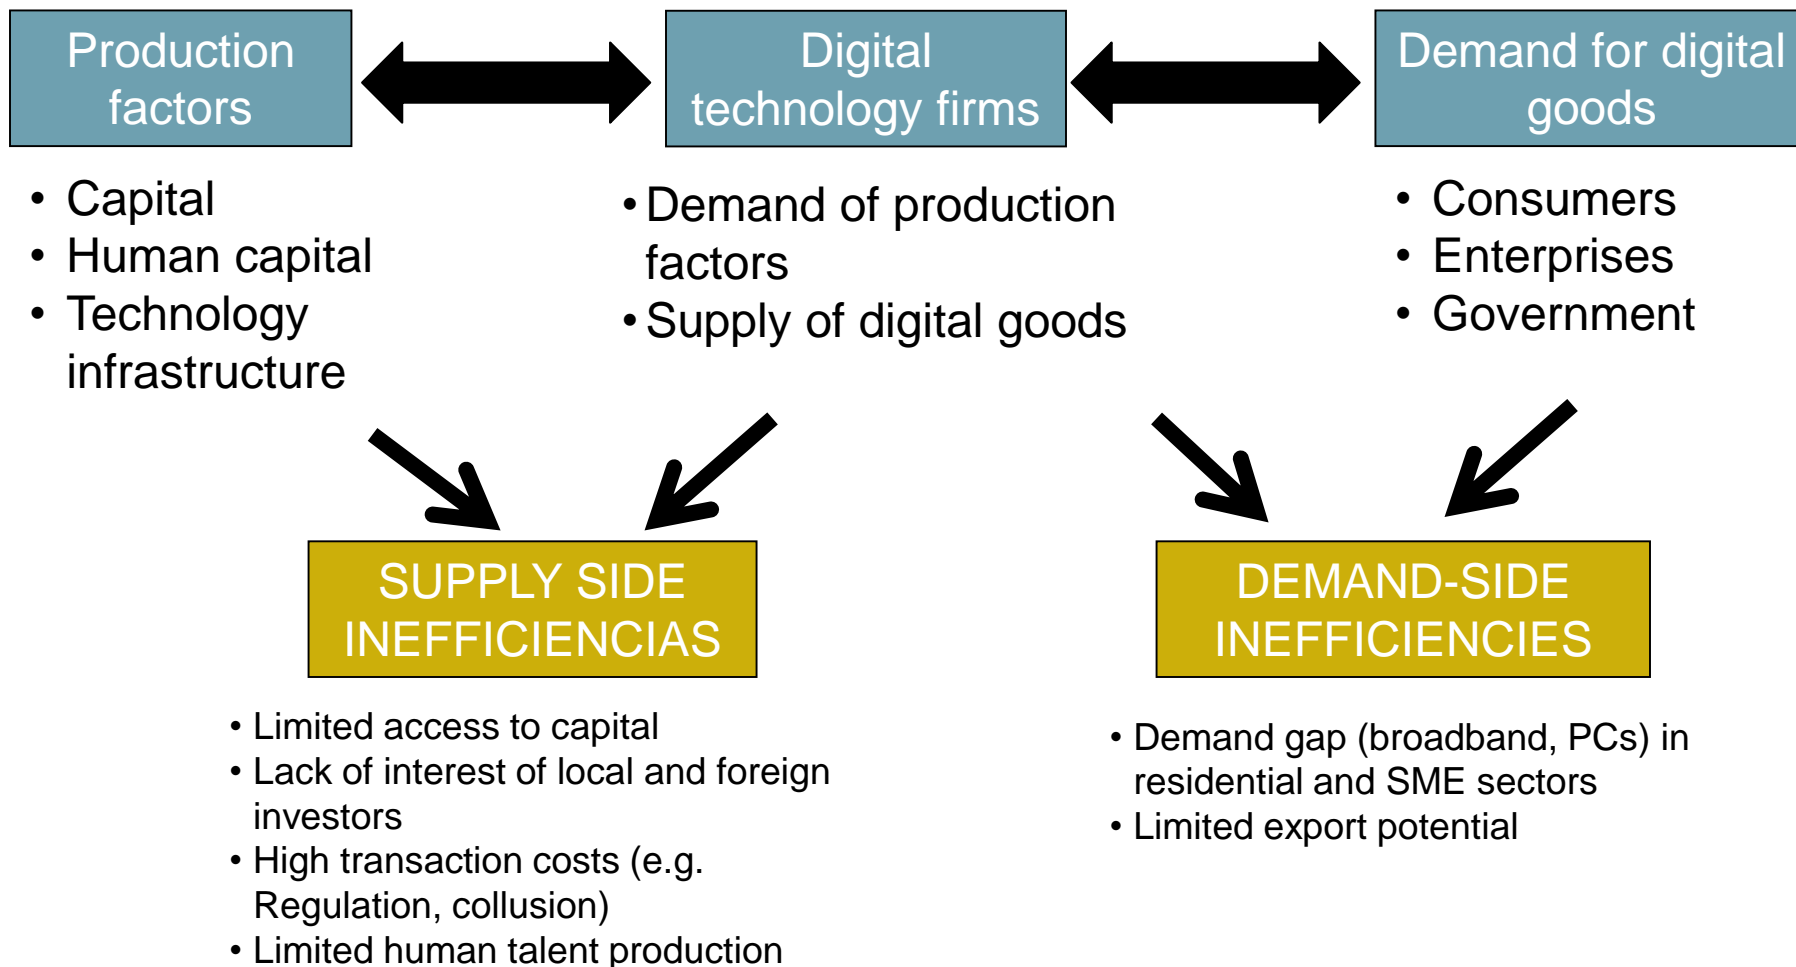 Production
factors
Digital
technology firms
Demand for digital
goods
• Capital
• Human capital
• Technology
infrastructure
• Demand of production
factors
• Supply of digital goods
• Consumers
• Enterprises
• Government
SUPPLY SIDE
INEFFICIENCIAS
DEMAND-SIDE
INEFFICIENCIES
• Limited access to capital
• Lack of interest of local and foreign
investors
• High transaction costs (e.g.
Regulation, collusion)
• Limited human talent production
• Demand gap (broadband, PCs) in
residential and SME sectors
• Limited export potential